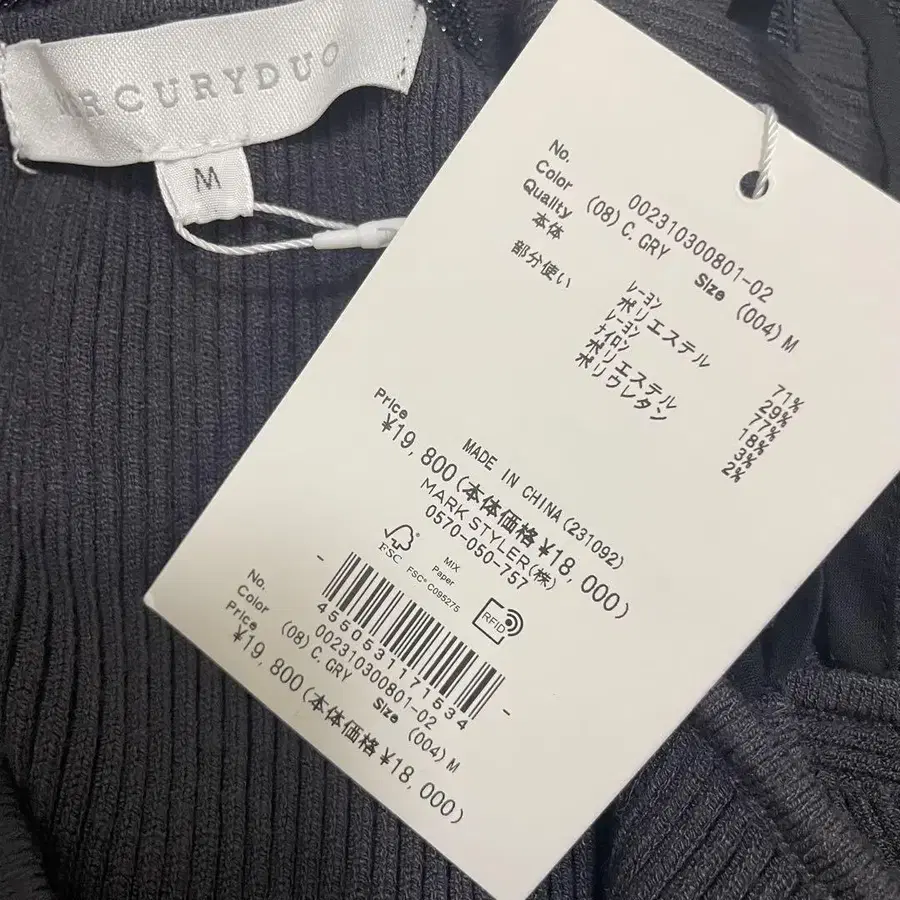 MERCURYDUO
M
No. 002310300801-02
Color (08) C. GRY Size (004) M
Quality
本体 レーヨン 71%
ポリエステル 29%
部分使い レーヨン 77%
ナイロン 18%
ポリエステル 3%
ポリウレタン 2%
MADE IN CHINA (231092)
Price
¥19,800(本体価格¥18,000)
MARK STYLER(株)
0570-050-757
FSC
MIX
Paper
FSC® C095275
RFID
4550531171534
No. 002310300801-02
Color (08) C. GRY Size (004) M
Price
¥19,800(本体価格¥18,000)